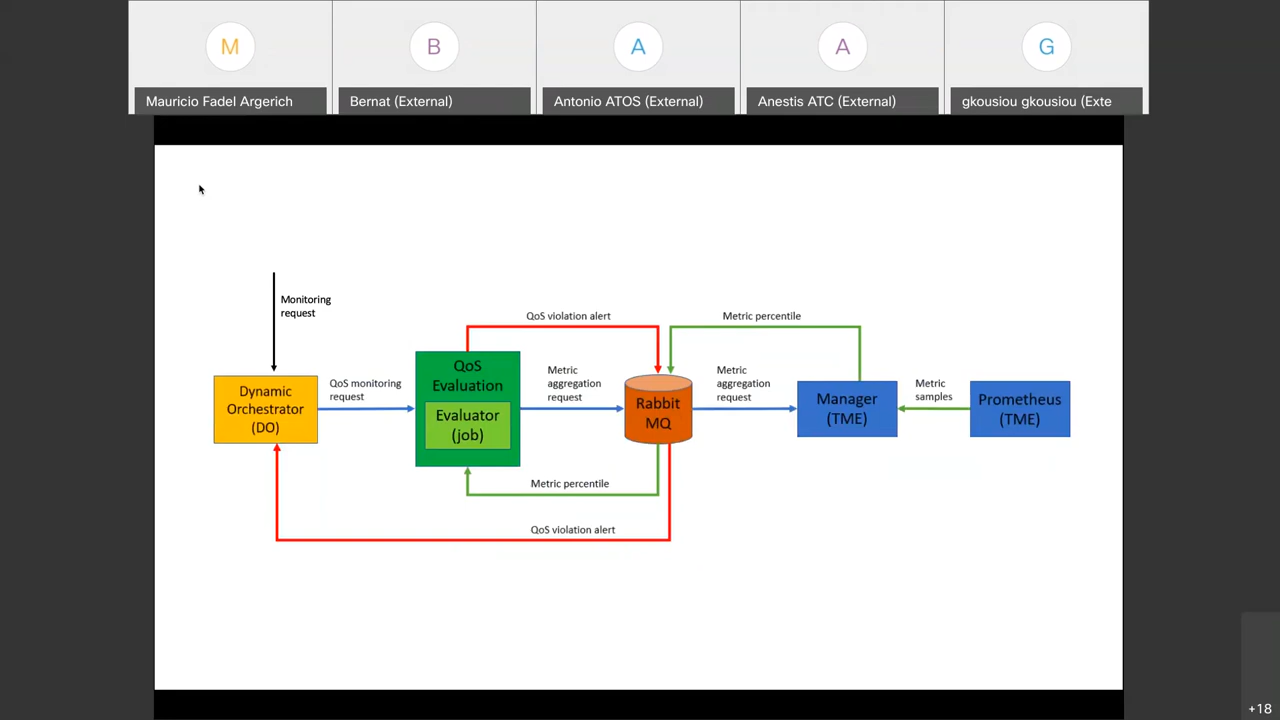 M
B
A
A
G
Mauricio Fadel Argerich
Bernat (External)
Antonio ATOS (External)
Anestis ATC (External)
gkousiou gkousiou (Exte
Monitoring
request
QoS violation alert
Metric percentile
Dynamic
Orchestrator
(DO)
QoS monitoring
request
QoS
Evaluation
Evaluator
(job)
Metric
aggregation
request
Rabbit
MQ
Metric
aggregation
request
Manager
(TME)
Metric
samples
Prometheus
(TME)
Metric percentile
QoS violation alert
+18